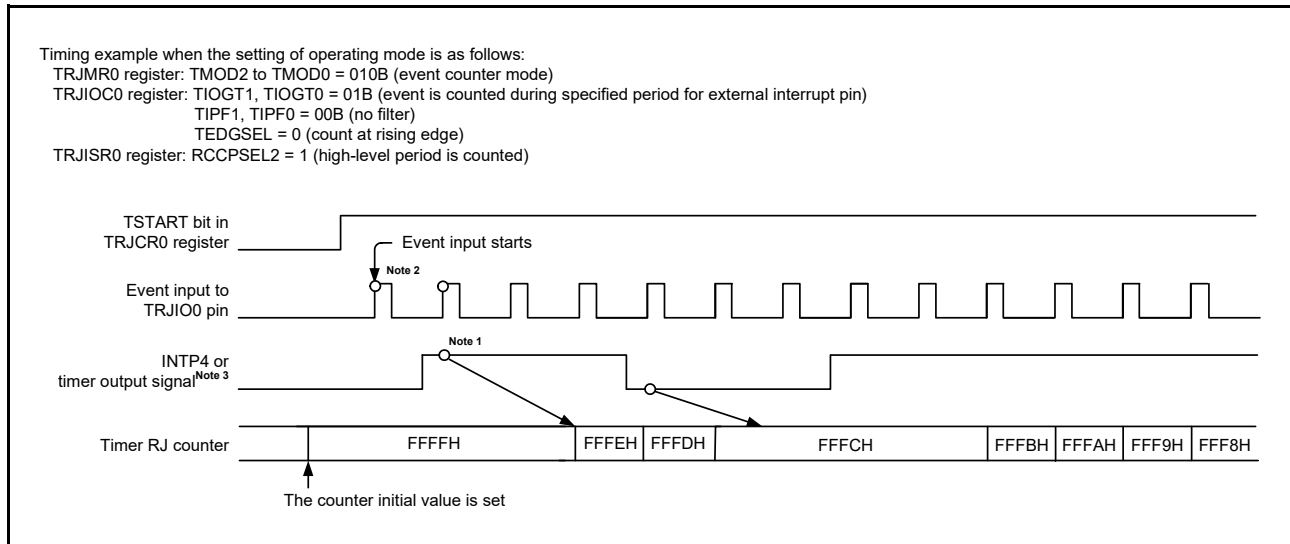 Timing example when the setting of operating mode is as follows:
TRJMR0 register: TMOD2 to TMOD0 = 010B (event counter mode)
TRJIOC0 register: TIOGT1, TIOGT0 = 01B (event is counted during specified period for external interrupt pin)
TIPF1, TIPF0 = 00B (no filter)
TEDGSEL = 0 (count at rising edge)
TRJISR0 register: RCCPSEL2 = 1 (high-level period is counted)
TSTART bit in
TRJCR0 register
Event input starts
Note 2
Event input to
TRJIO0 pin
Note 1
INTP4 or
timer output signal Note 3
Timer RJ counter
FFFFH
FFFEH
FFFDH
FFFCH
FFFBH
FFFAH
FFF9H
FFF8H
The counter initial value is set